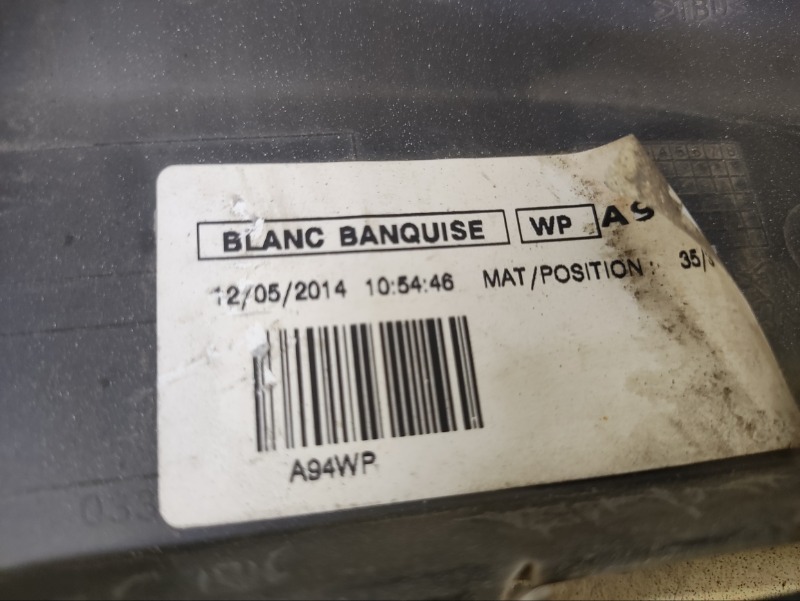 BLANC BANQUISE WP AS
12/05/2014 10:54:46 MAT/POSITION: 35/
A94WP